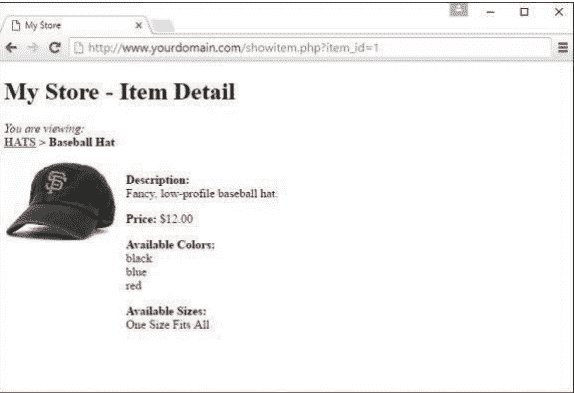 My Store
http://www.yourdomain.com/showitem.php?item_id=1
My Store - Item Detail
You are viewing:
HATS > Baseball Hat
SF
Description:
Fancy, low-profile baseball hat.
Price: $12.00
Available Colors:
black
blue
red
Available Sizes:
One Size Fits All